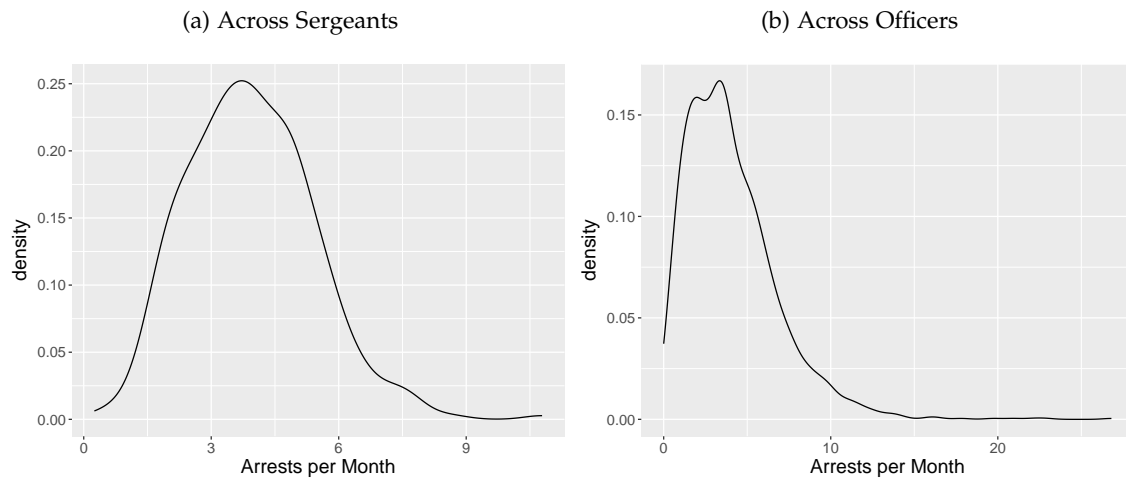 (a) Across Sergeants
0.25
0.20
0.15
0.10
0.05
0.00
density
0 3 6 9
Arrests per Month
(b) Across Officers
0.15
0.10
0.05
0.00
density
0 10 20
Arrests per Month